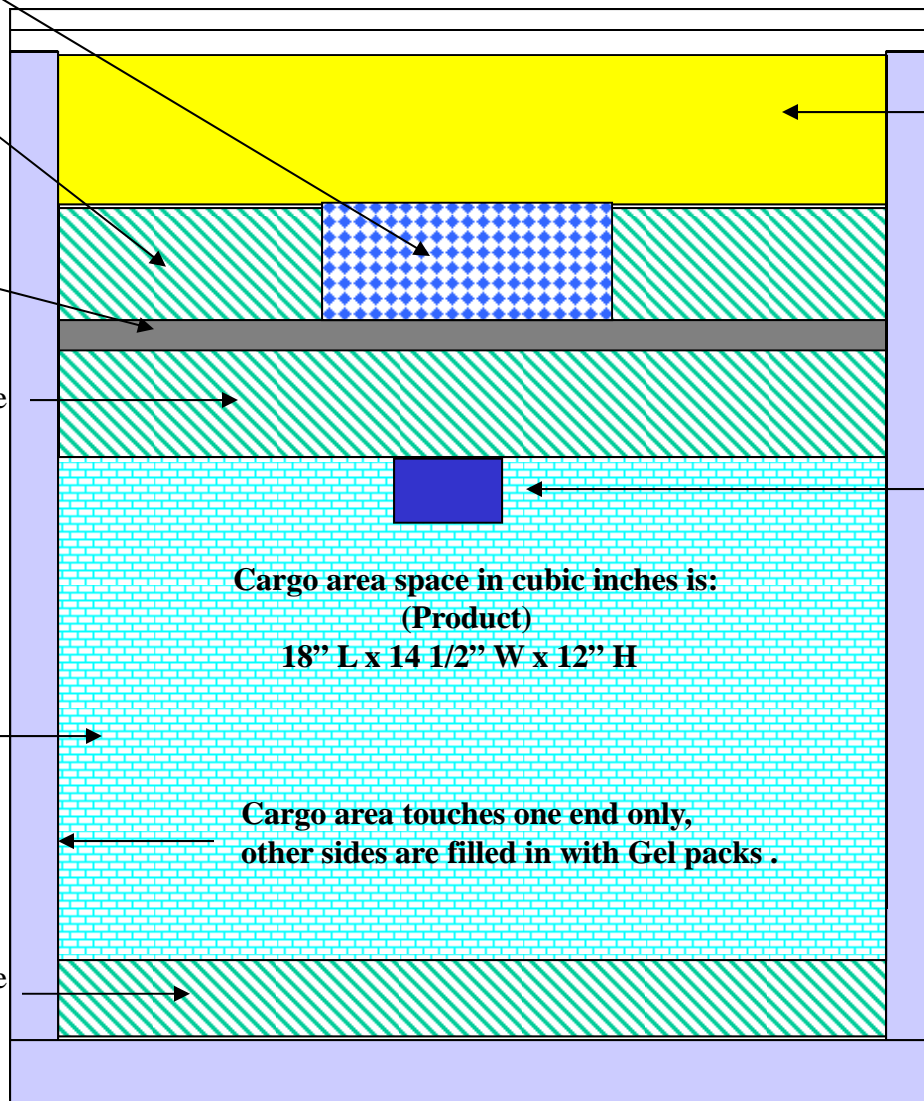 e
Cargo area space in cubic inches is:
(Product)
18” L x 14 1/2” W x 12” H
Cargo area touches one end only,
other sides are filled in with Gel packs .
e